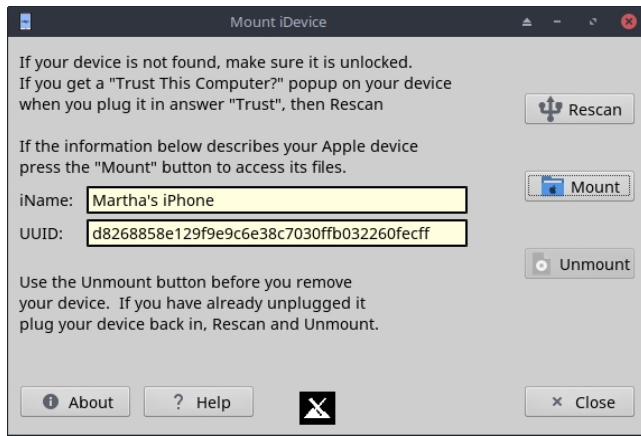 Mount iDevice
If your device is not found, make sure it is unlocked.
If you get a "Trust This Computer?" popup on your device
when you plug it in answer "Trust", then Rescan
Rescan
If the information below describes your Apple device
press the "Mount" button to access its files.
Mount
iName: Martha's iPhone
UUID: d8268858e129f9e9c6e38c7030ffb032260fecff
Unmount
Use the Unmount button before you remove
your device. If you have already unplugged it
plug your device back in, Rescan and Unmount.
About
? Help
Close